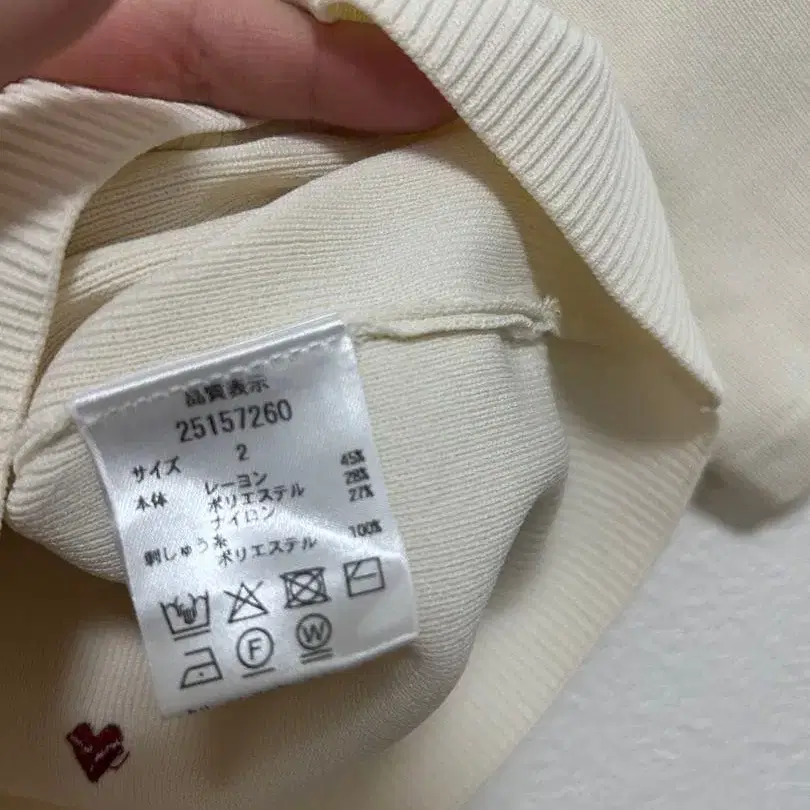 品質表示
25157260
サイズ 2
本体 レーヨン 45%
ポリエステル 28%
ナイロン 27%
刺しゅう糸
ポリエステル 100%
F W